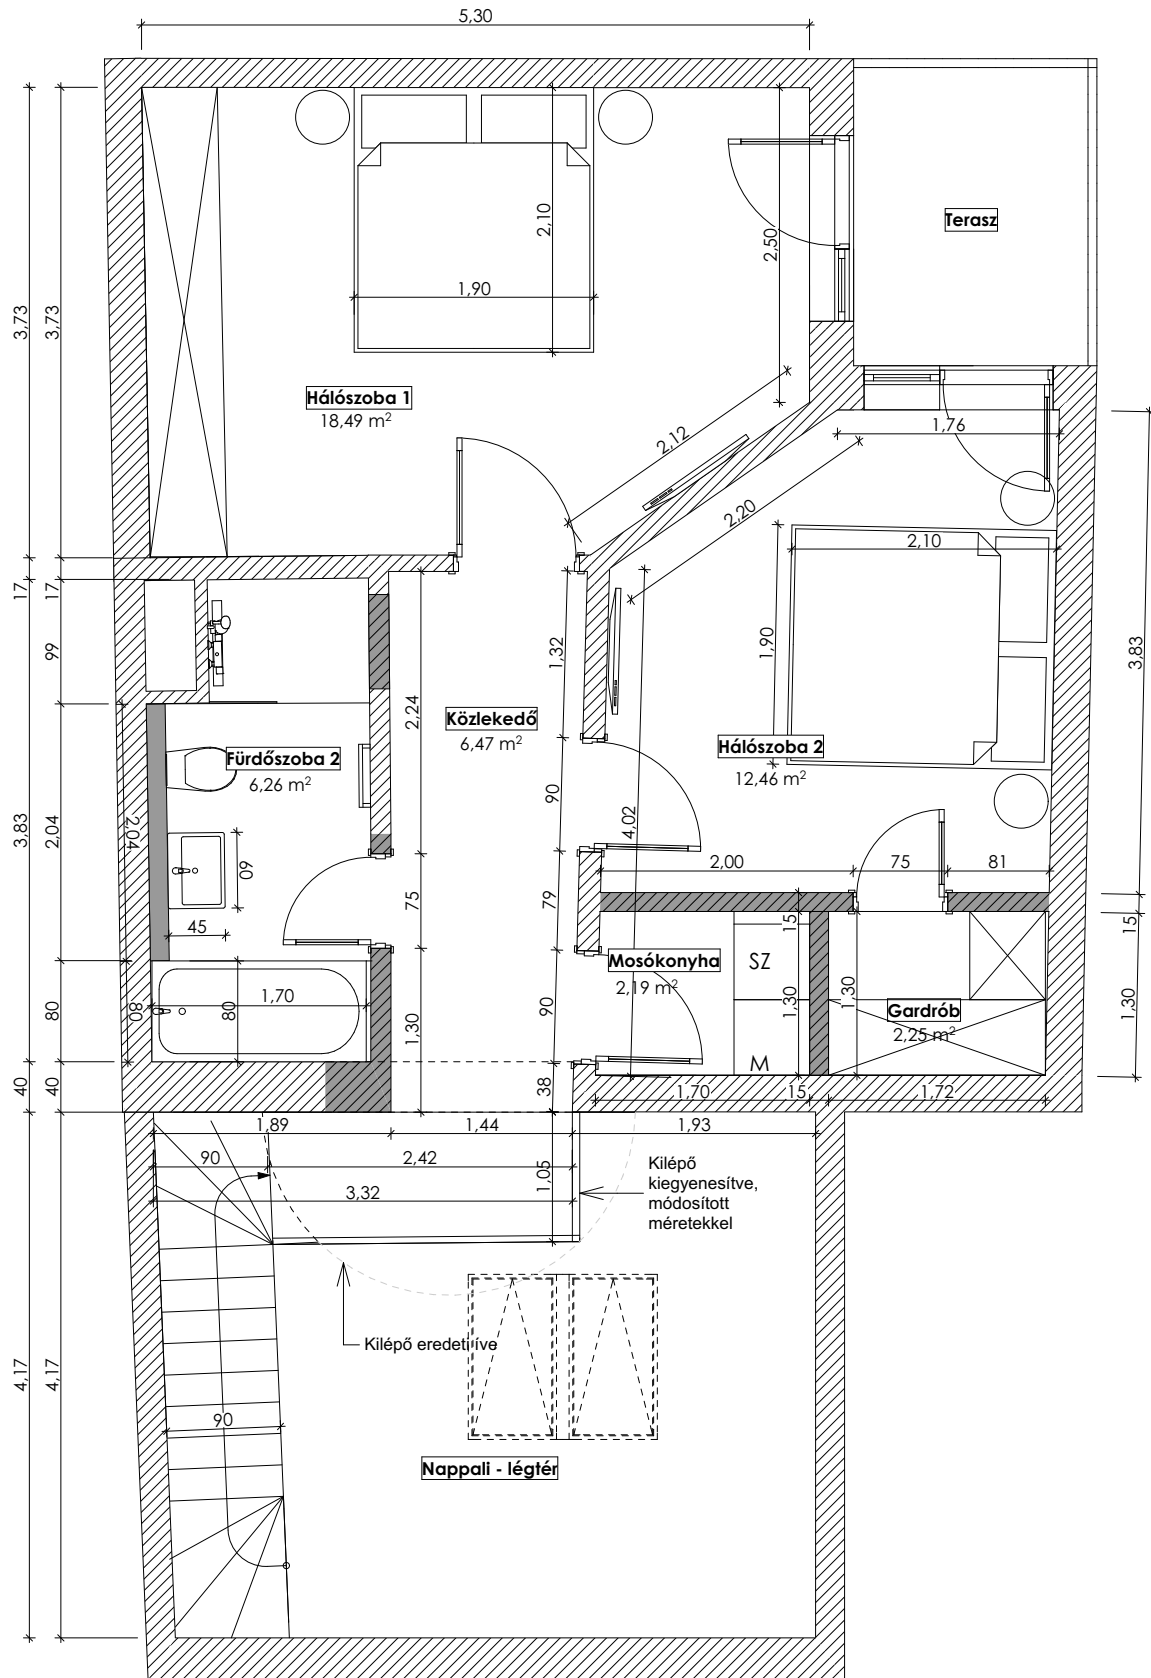 5,30
2,10
1,90
2,50
Terasz
3,73
3,73
Hálószoba 1
18,49 m²
2,12
1,76
2,20
2,10
1,90
3,83
17
17
99
1,32
2,24
Közlekedő
6,47 m²
Hálószoba 2
12,46 m²
Fürdőszoba 2
6,26 m²
90
4,02
3,83
2,04
2,04
60
2,00
75
81
45
75
79
15
15
Mosókonyha
2,19 m²
SZ
80
80
80
1,70
1,30
90
1,30
1,30
Gardrób
2,25 m²
1,30
M
40
40
38
1,70
15
1,72
1,89
1,44
1,93
90
2,42
1,05
3,32
Kilépő
kiegyenesítve,
módosított
méretekkel
Kilépő eredeti íve
4,17
4,17
90
Nappali - légtér